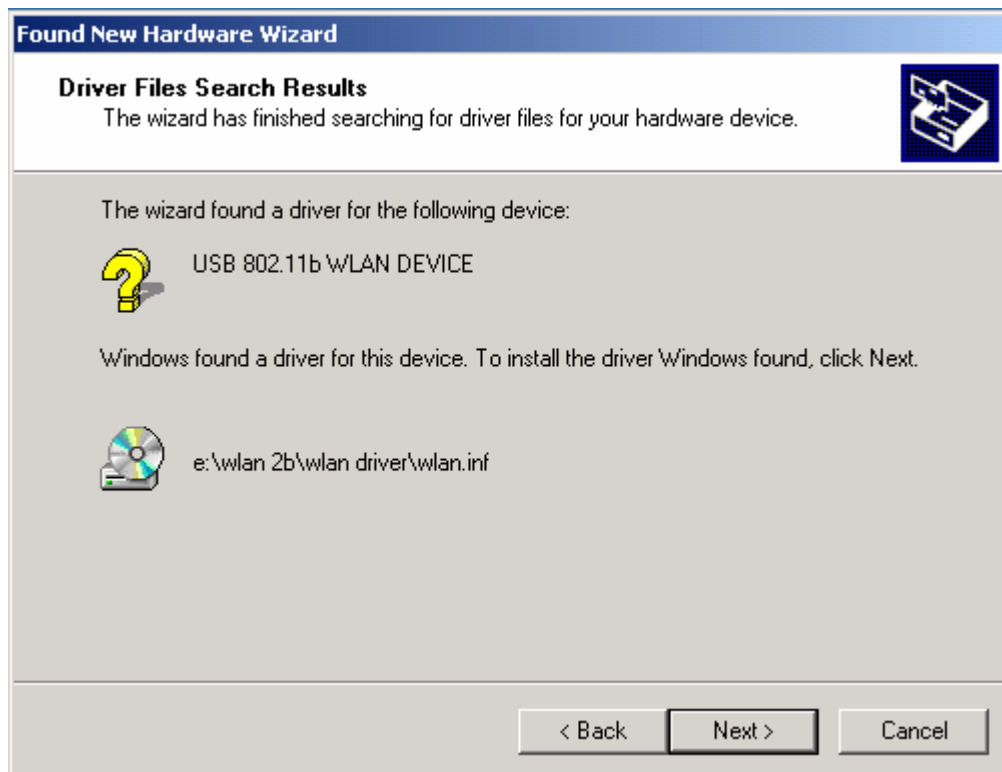 Found New Hardware Wizard
Driver Files Search Results
The wizard has finished searching for driver files for your hardware device.
The wizard found a driver for the following device:
USB 802.11b WLAN DEVICE
Windows found a driver for this device. To install the driver Windows found, click Next.
e:\wlan 2b\wlan driver\wlan.inf
< Back
Next >
Cancel